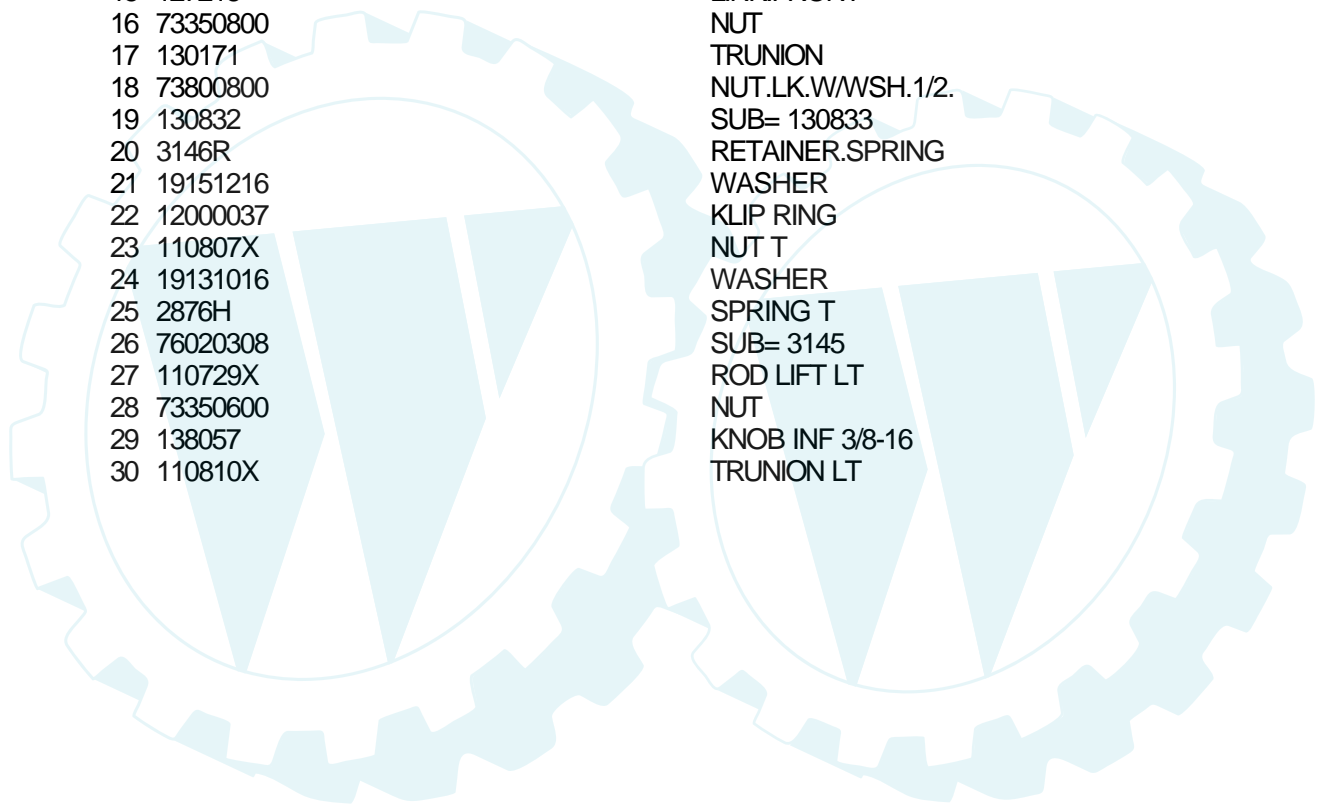 16 73350800 NUT
17 130171 TRUNION
18 73800800 NUT.LK.W/WSH.1/2.
19 130832 SUB= 130833
20 3146R RETAINER.SPRING
21 19151216 WASHER
22 12000037 KLIP RING
23 110807X NUT T
24 19131016 WASHER
25 2876H SPRING T
26 76020308 SUB= 3145
27 110729X ROD LIFT LT
28 73350600 NUT
29 138057 KNOB INF 3/8-16
30 110810X TRUNION LT